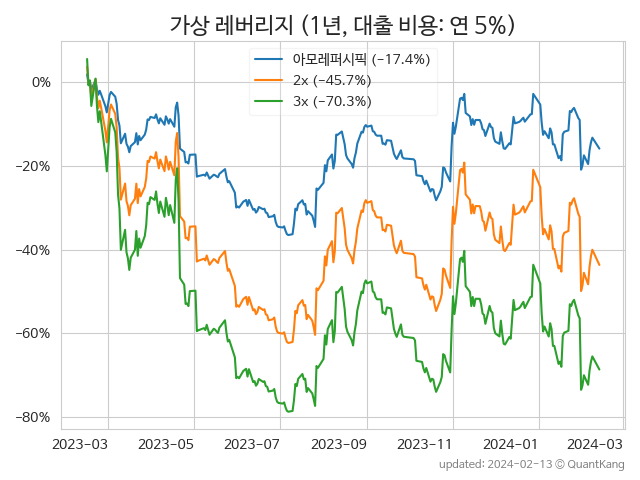 가상 레버리지 (1년, 대출 비용: 연 5%)
아모레퍼시픽 (−17.4%)
2x (−45.7%)
3x (−70.3%)
0%
−20%
−40%
−60%
−80%
2023-03 2023-05 2023-07 2023-09 2023-11 2024-01 2024-03
updated: 2024-02-13 © QuantKang